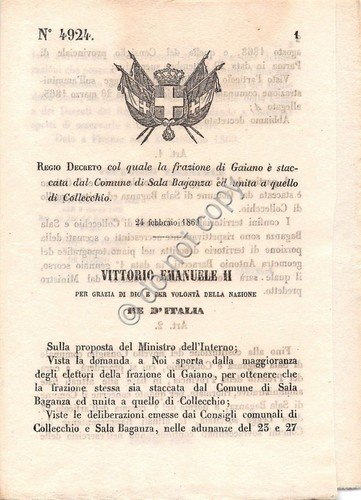 N° 4924.
1
REGIO DECRETO col quale la frazione di Gaiano è stac-
cata dal Comune di Sala Baganza ed unita a quello
di Collecchio.
24 febbraio
VITTORIO EMANUELE II
PER GRAZIA DI DIO E PER VOLONTÀ DELLA NAZIONE
RE D'ITALIA
Sulla proposta del Ministro dell'Interno;
Vista la domanda a Noi sporta dalla maggioranza
degli elettori della frazione di Gaiano, per ottenere che
la frazione stessa sia staccata dal Comune di Sala
Baganza ed unita a quello di Collecchio;
Viste le deliberazioni emesse dai Consigli comunali di
Collecchio e Sala Baganza, nelle adunanze del 25 e 27